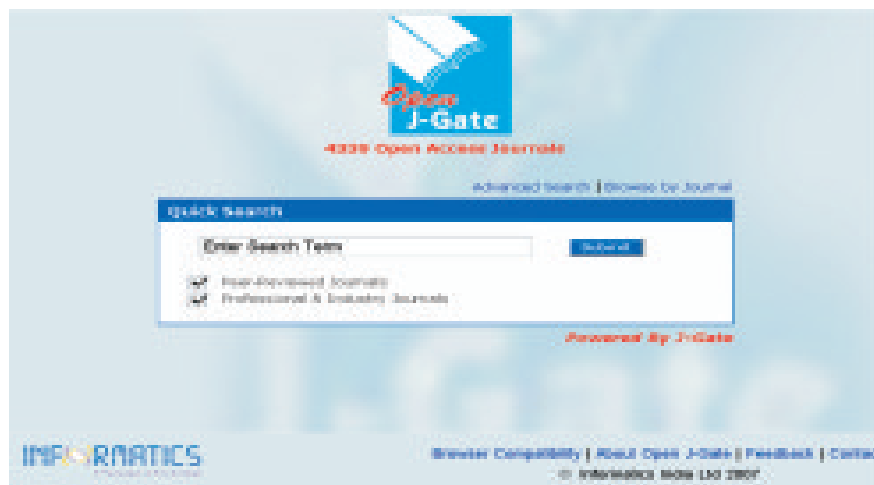 Open
J-Gate
Open Access Journals
Advanced Search | Browse by Journal
Quick Search
Enter Search Term
Submit
Peer-Reviewed Journals
Professional & Industry Journals
Powered By J-Gate
INFORMATICS
Browser Compatibility | About Open J-Gate | Feedback | Contac
© Informatics India Ltd 2007